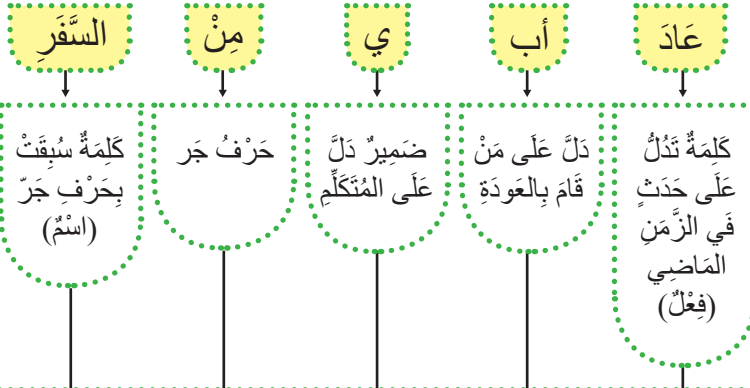 عَادَ
أب
ي
مِنْ
السَّفَرِ
كَلِمَةٌ تَدُلُّ
عَلَى حَدَثٍ
فَي الزَّمَنِ
المَاضِي
(فِعْلٌ)
دَلَّ عَلَى مَنْ
قَامَ بِالعَودَةِ
ضَمِيرٌ دَلَّ
عَلَى المُتَكَلِّمِ
حَرْفُ جَر
كَلِمَةٌ سُبِقَتْ
بِحَرْفِ جَرّ
(اسْمٌ)